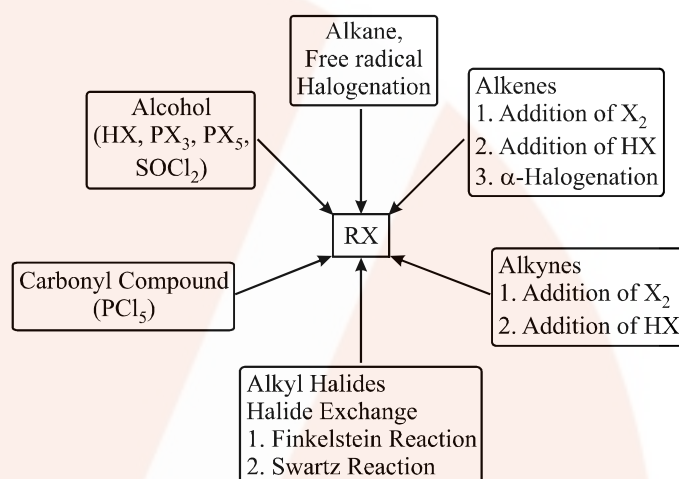 Alkane,
Free radical
Halogenation
Alcohol
(HX, PX₃, PX₅,
SOCl₂)
Alkenes
1. Addition of X₂
2. Addition of HX
3. α-Halogenation
RX
Carbonyl Compound
(PCl₅)
Alkynes
1. Addition of X₂
2. Addition of HX
Alkyl Halides
Halide Exchange
1. Finkelstein Reaction
2. Swartz Reaction